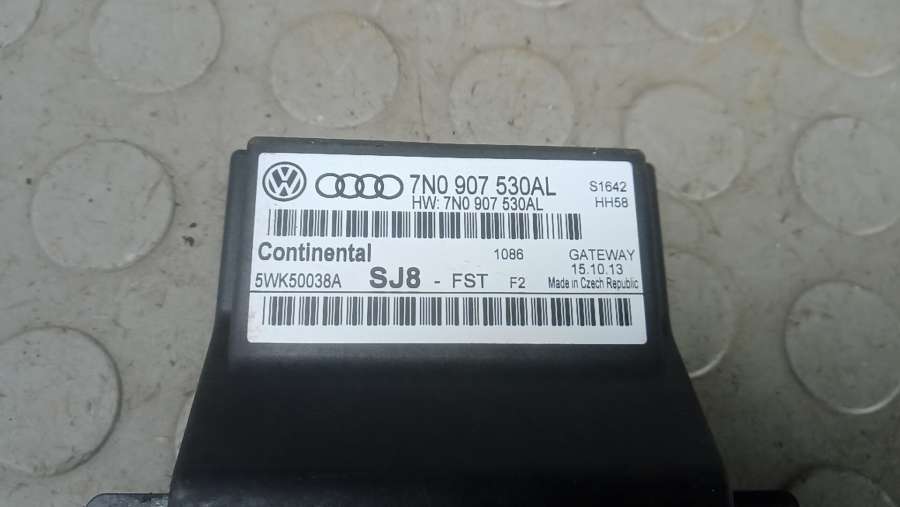 7N0 907 530AL S1642
HW: 7N0 907 530AL HH58
Continental 1086 GATEWAY
15.10.13
5WK50038A SJ8 - FST F2 Made in Czech Republic